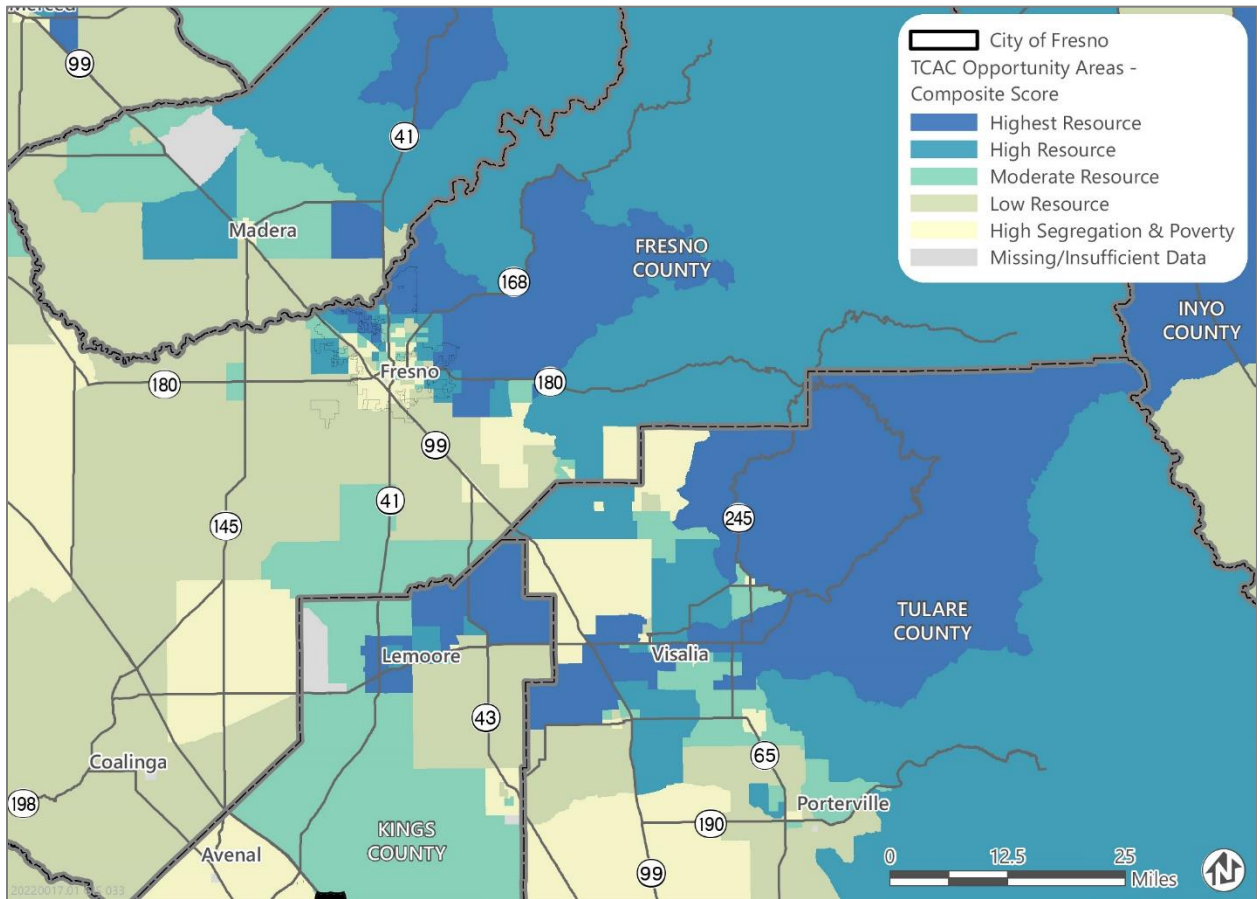 Merced
99
41
Madera
168
FRESNO
COUNTY
INYO
COUNTY
180
Fresno
180
99
145
41
245
TULARE
COUNTY
Lemoore
Visalia
43
Coalinga
65
198
Porterville
KINGS
COUNTY
190
Avenal
99
City of Fresno
TCAC Opportunity Areas -
Composite Score
Highest Resource
High Resource
Moderate Resource
Low Resource
High Segregation & Poverty
Missing/Insufficient Data
0 12.5 25
Miles
N